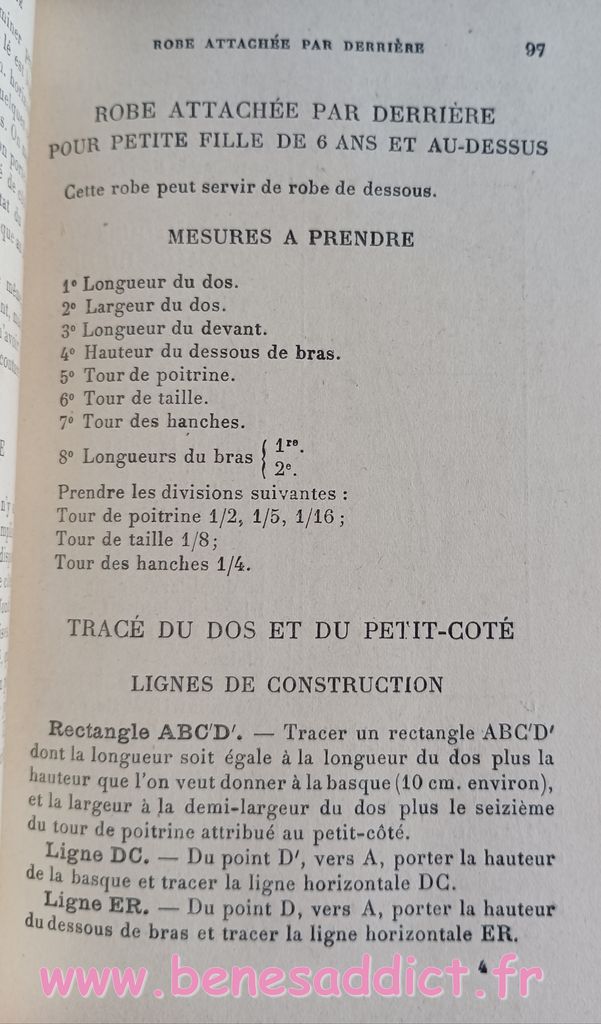 ROBE ATTACHÉE PAR DERRIÈRE 97
ROBE ATTACHÉE PAR DERRIÈRE
POUR PETITE FILLE DE 6 ANS ET AU-DESSUS
Cette robe peut servir de robe de dessous.
MESURES A PRENDRE
1º Longueur du dos.
2º Largeur du dos.
3º Longueur du devant.
4º Hauteur du dessous de bras.
5º Tour de poitrine.
6º Tour de taille.
7º Tour des hanches.
8º Longueurs du bras { 1re.
2e.
Prendre les divisions suivantes :
Tour de poitrine 1/2, 1/5, 1/16 ;
Tour de taille 1/8;
Tour des hanches 1/4.
TRACÉ DU DOS ET DU PETIT-COTÉ
LIGNES DE CONSTRUCTION
Rectangle ABC'D'. — Tracer un rectangle ABC'D'
dont la longueur soit égale à la longueur du dos plus la
hauteur que l'on veut donner à la basque (10 cm. environ),
et la largeur à la demi-largeur du dos plus le seizième
du tour de poitrine attribué au petit-côté.
Ligne DC. — Du point D', vers A, porter la hauteur
de la basque et tracer la ligne horizontale DC.
Ligne ER. — Du point D, vers A, porter la hauteur
du dessous de bras et tracer la ligne horizontale ER.
4
www.benesaddict.fr